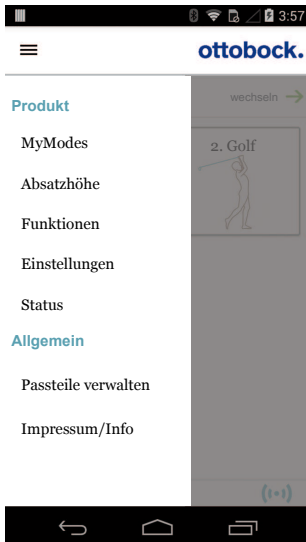 3:57
ottobock.
Produkt
wechseln
MyModes
2. Golf
Absatzhöhe
Funktionen
Einstellungen
Status
Allgemein
Passteile verwalten
Impressum/Info